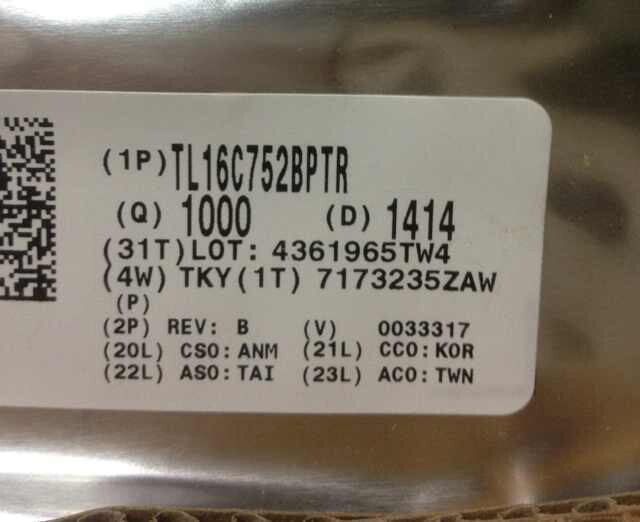 (1P) TL16C752BPTR
(Q) 1000 (D) 1414
(31T)LOT: 4361965TW4
(4W) TKY(1T) 7173235ZAW
(P)
(2P) REV: B (V) 0033317
(20L) CSO:ANM (21L) CCO:KOR
(22L) ASO:TAI (23L) ACO:TWN